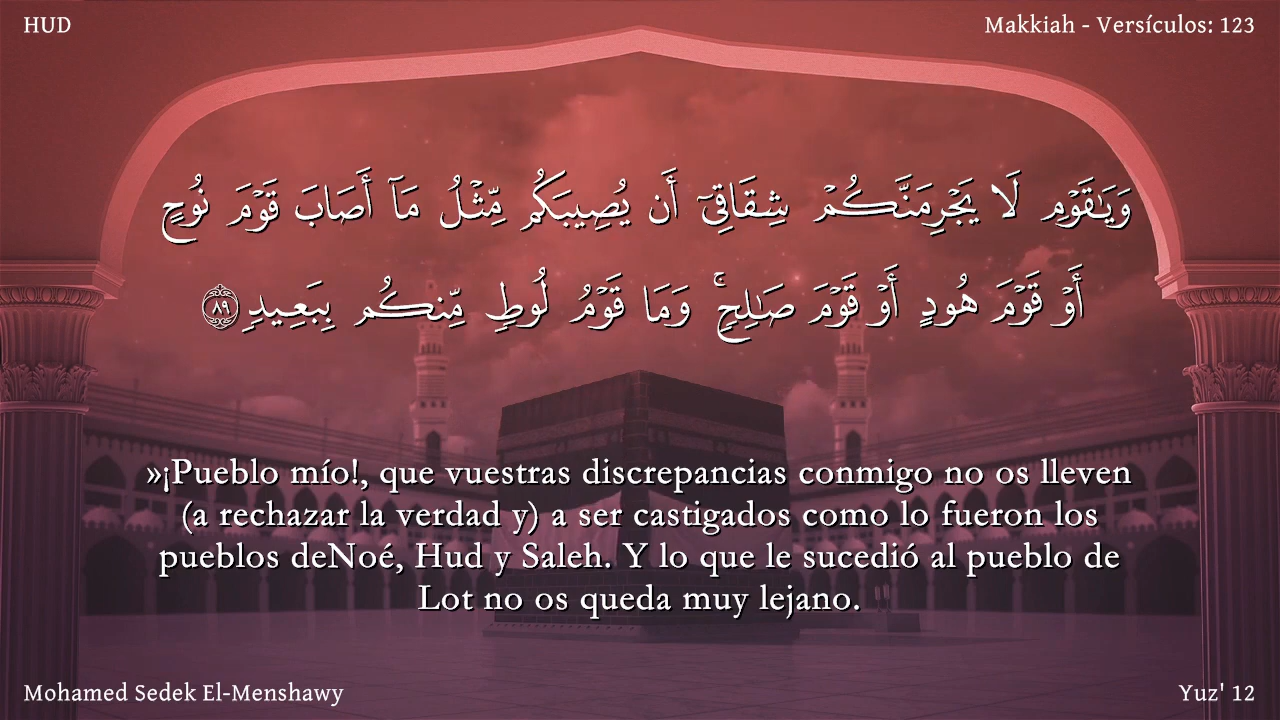 HUD
Makkiah - Versículos: 123
وَيَٰقَوْمِ لَا يَجْرِمَنَّكُمْ شِقَاقِىٓ أَن يُصِيبَكُم مِّثْلُ مَآ أَصَابَ قَوْمَ نُوحٍ
أَوْ قَوْمَ هُودٍ أَوْ قَوْمَ صَٰلِحٍ ۚ وَمَا قَوْمُ لُوطٍ مِّنكُم بِبَعِيدٍ ٨٩
»¡Pueblo mío!, que vuestras discrepancias conmigo no os lleven
(a rechazar la verdad y) a ser castigados como lo fueron los
pueblos deNoé, Hud y Saleh. Y lo que le sucedió al pueblo de
Lot no os queda muy lejano.
Mohamed Sedek El-Menshawy
Yuz' 12